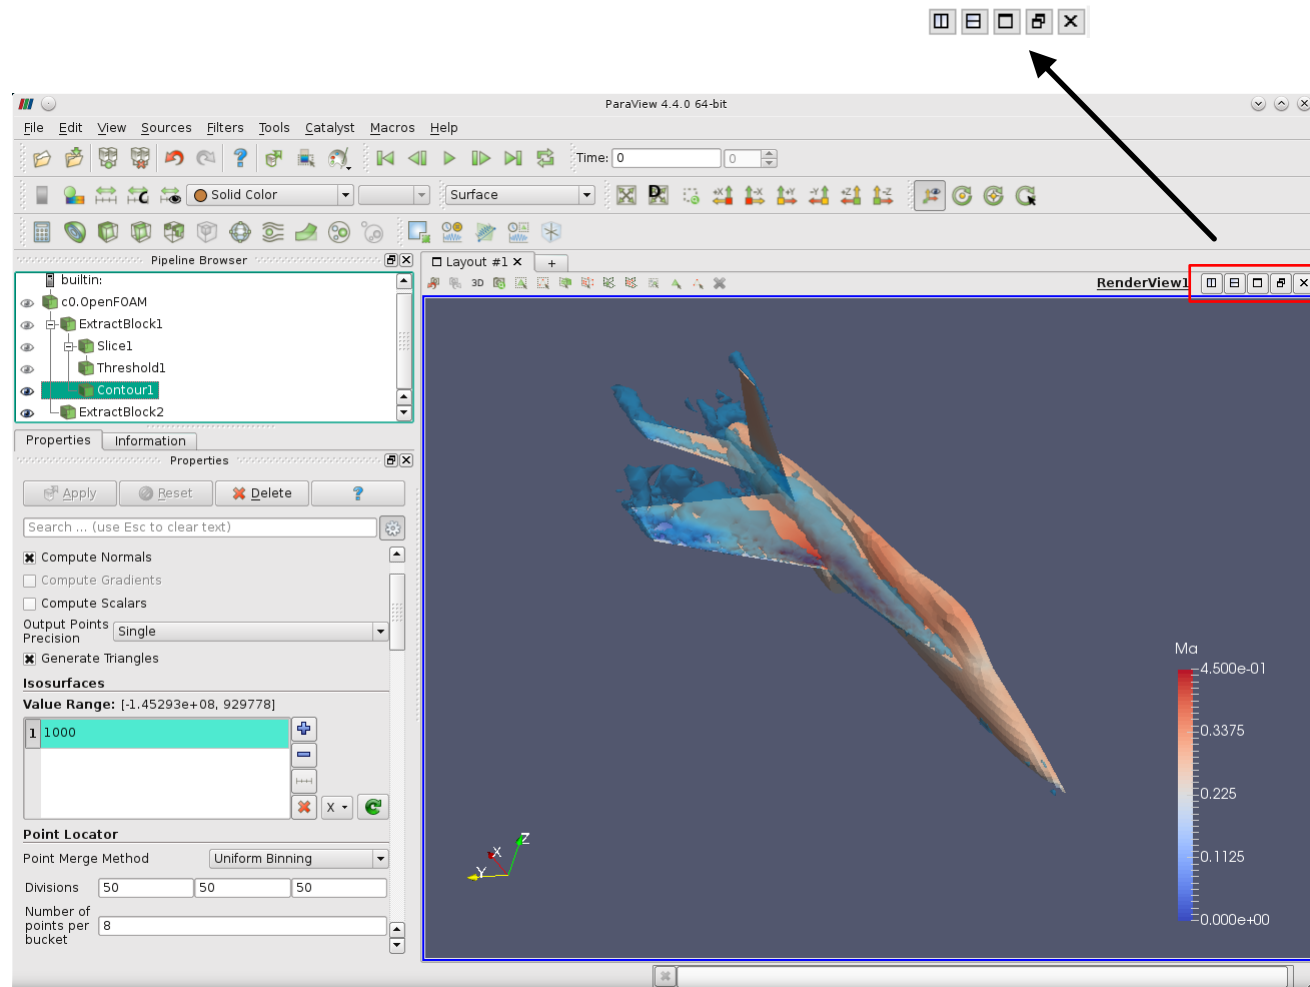 ParaView 4.4.0 64-bit
File Edit View Sources Filters Tools Catalyst Macros Help
Time: 0 0
Solid Color Surface
Pipeline Browser
Layout #1 +
builtin:
3D RenderView1
c0.OpenFOAM
ExtractBlock1
Slice1
Threshold1
Contour1
ExtractBlock2
Properties Information
Properties
Apply Reset Delete ?
Search ... (use Esc to clear text)
Compute Normals
Compute Gradients
Compute Scalars
Output Points
Precision
Single
Generate Triangles
Isosurfaces
Value Range: [-1.45293e+08, 929778]
1 1000
X
Point Locator
Point Merge Method Uniform Binning
Divisions 50 50 50
Number of
points per
bucket
8
X Y Z
Ma
4.500e-01
0.3375
0.225
0.1125
0.000e+00